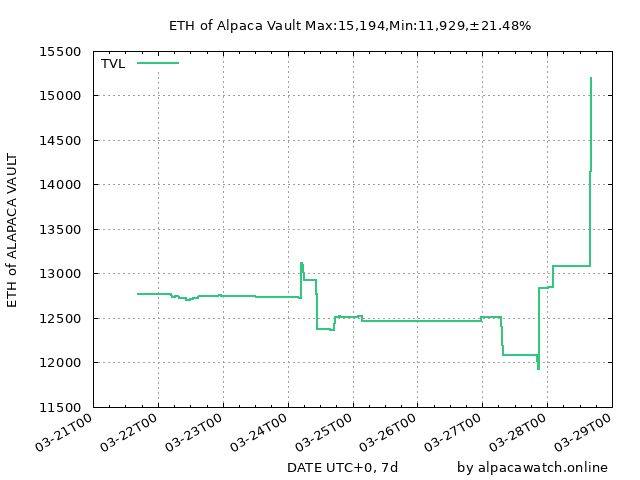 ETH of Alpaca Vault Max:15,194,Min:11,929,±21.48%
15500
TVL
15000
14500
14000
13500
13000
12500
12000
11500
ETH of ALAPACA VAULT
03-21T00
03-22T00
03-23T00
03-24T00
03-25T00
03-26T00
03-27T00
03-28T00
03-29T00
DATE UTC+0, 7d
by alpacawatch.online